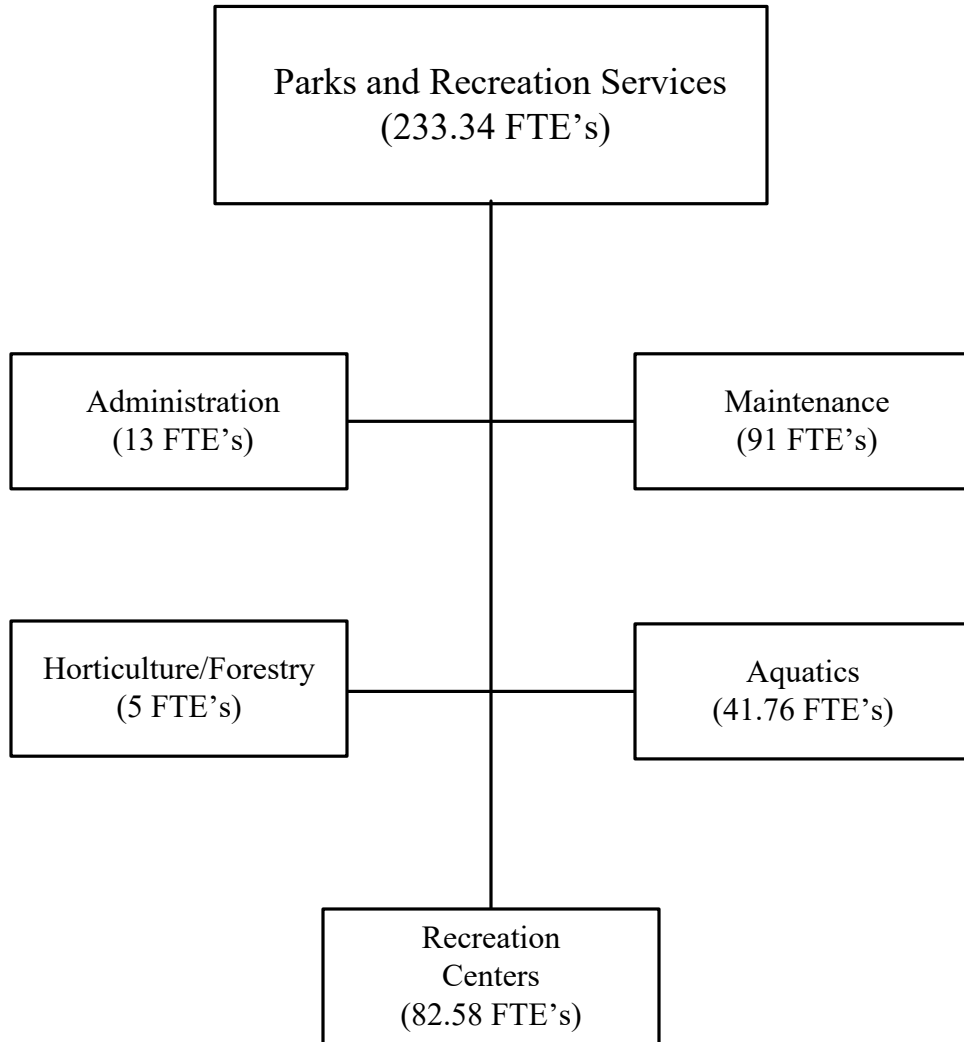 Parks and Recreation Services
(233.34 FTE’s)
Administration
(13 FTE’s)
Maintenance
(91 FTE’s)
Horticulture/Forestry
(5 FTE’s)
Aquatics
(41.76 FTE’s)
Recreation
Centers
(82.58 FTE’s)